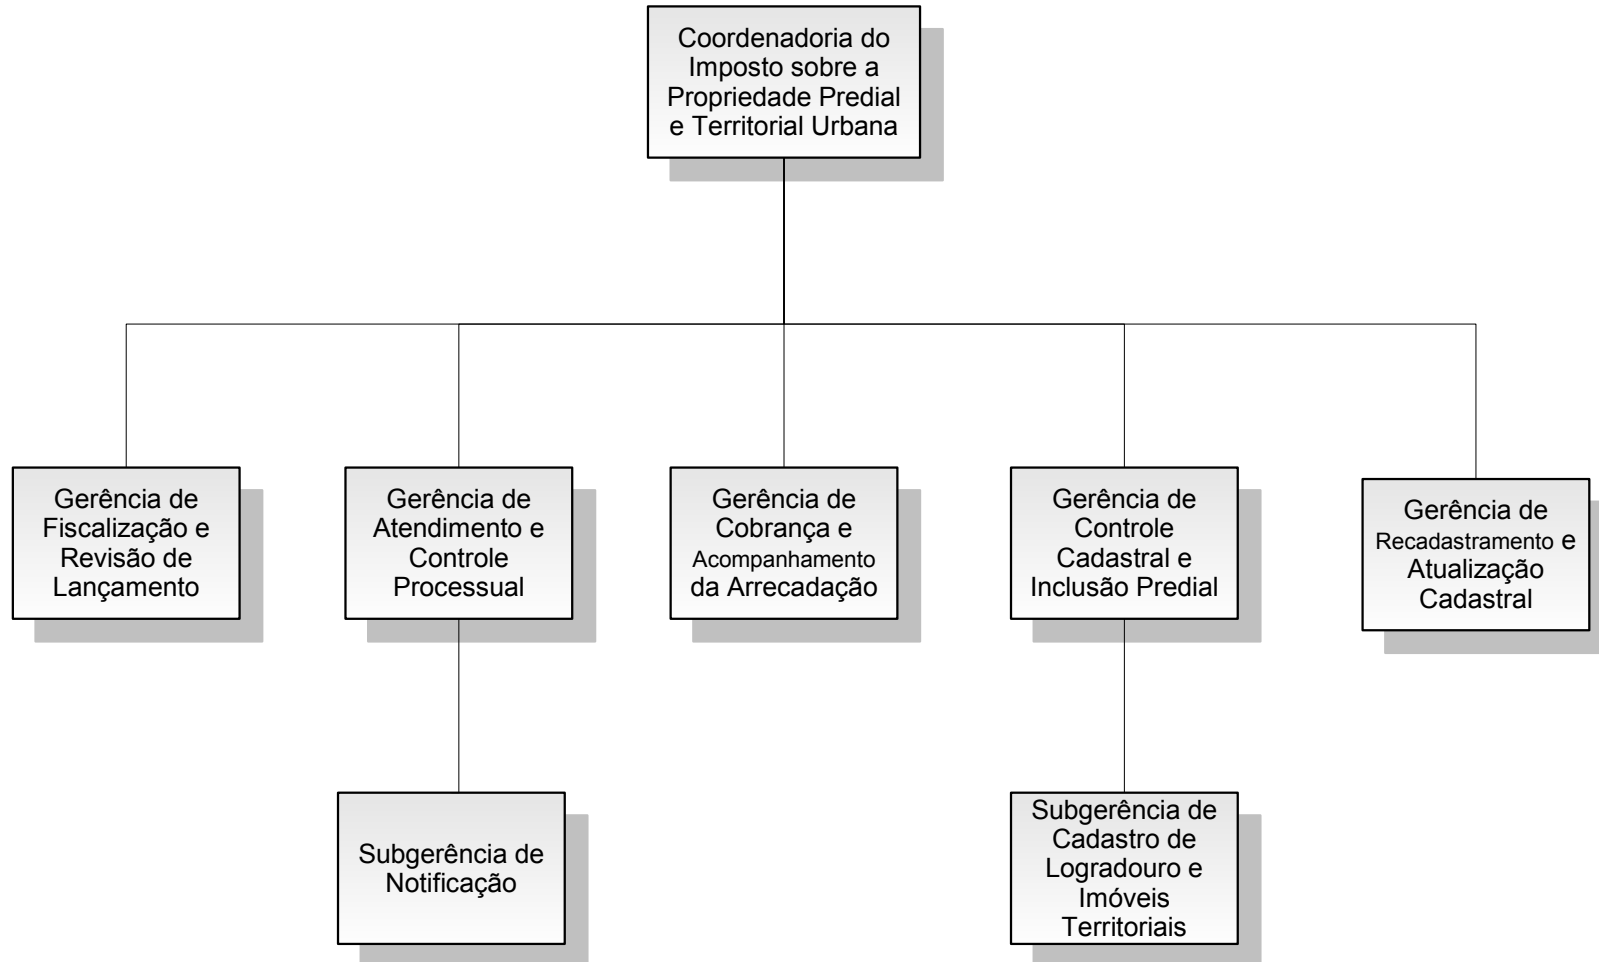 Coordenadoria do
Imposto sobre a
Propriedade Predial
e Territorial Urbana
Gerência de
Fiscalização e
Revisão de
Lançamento
Gerência de
Atendimento e
Controle
Processual
Gerência de
Cobrança e
Acompanhamento
da Arrecadação
Gerência de
Controle
Cadastral e
Inclusão Predial
Gerência de
Recadastramento e
Atualização
Cadastral
Subgerência de
Notificação
Subgerência de
Cadastro de
Logradouro e
Imóveis
Territoriais